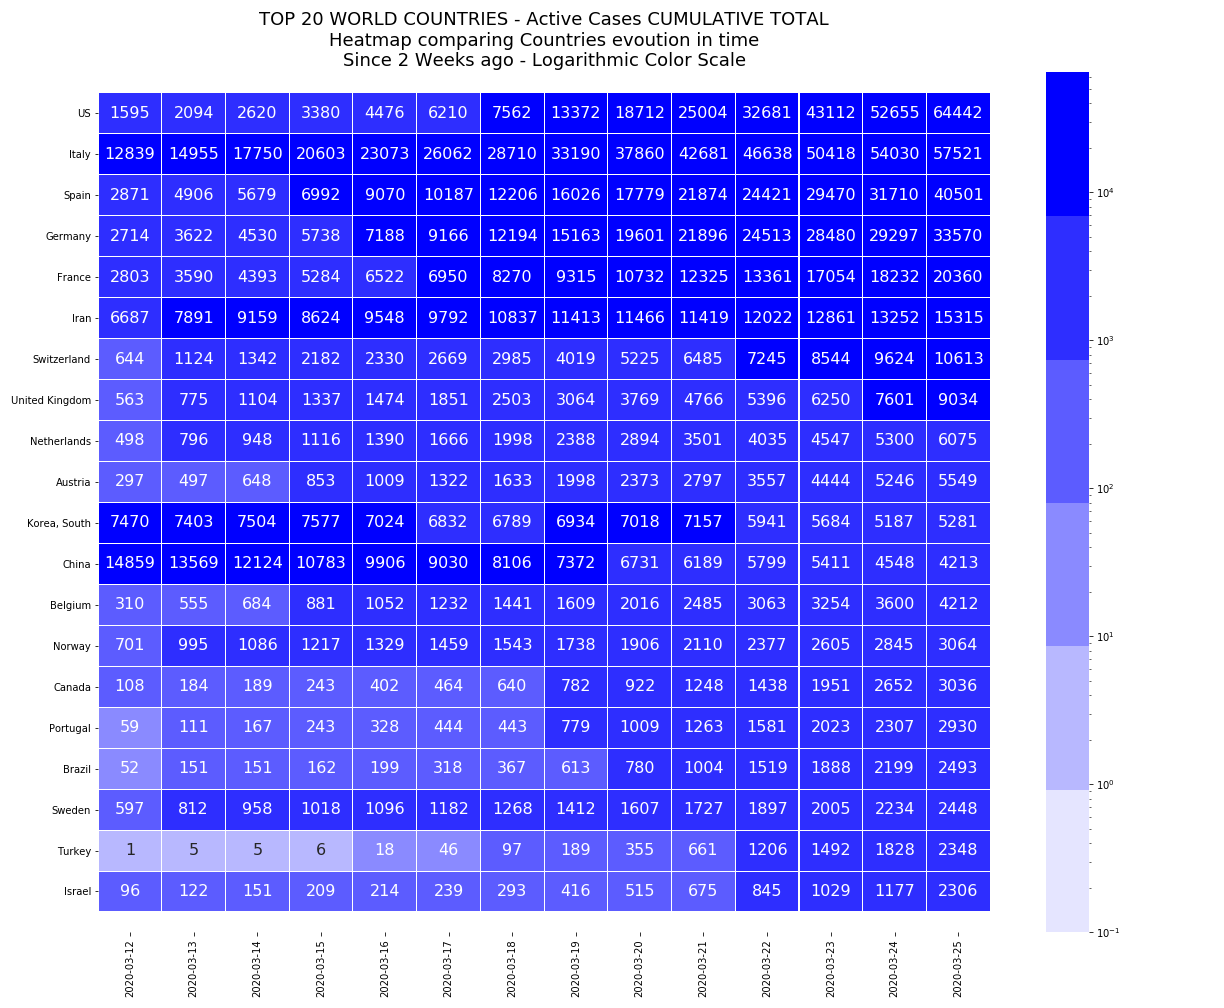 TOP 20 WORLD COUNTRIES - Active Cases CUMULATIVE TOTAL
Heatmap comparing Countries evoution in time
Since 2 Weeks ago - Logarithmic Color Scale
US 1595 2094 2620 3380 4476 6210 7562 13372 18712 25004 32681 43112 52655 64442
Italy 12839 14955 17750 20603 23073 26062 28710 33190 37860 42681 46638 50418 54030 57521
Spain 2871 4906 5679 6992 9070 10187 12206 16026 17779 21874 24421 29470 31710 40501
Germany 2714 3622 4530 5738 7188 9166 12194 15163 19601 21896 24513 28480 29297 33570
France 2803 3590 4393 5284 6522 6950 8270 9315 10732 12325 13361 17054 18232 20360
Iran 6687 7891 9159 8624 9548 9792 10837 11413 11466 11419 12022 12861 13252 15315
Switzerland 644 1124 1342 2182 2330 2669 2985 4019 5225 6485 7245 8544 9624 10613
United Kingdom 563 775 1104 1337 1474 1851 2503 3064 3769 4766 5396 6250 7601 9034
Netherlands 498 796 948 1116 1390 1666 1998 2388 2894 3501 4035 4547 5300 6075
Austria 297 497 648 853 1009 1322 1633 1998 2373 2797 3557 4444 5246 5549
Korea, South 7470 7403 7504 7577 7024 6832 6789 6934 7018 7157 5941 5684 5187 5281
China 14859 13569 12124 10783 9906 9030 8106 7372 6731 6189 5799 5411 4548 4213
Belgium 310 555 684 881 1052 1232 1441 1609 2016 2485 3063 3254 3600 4212
Norway 701 995 1086 1217 1329 1459 1543 1738 1906 2110 2377 2605 2845 3064
Canada 108 184 189 243 402 464 640 782 922 1248 1438 1951 2652 3036
Portugal 59 111 167 243 328 444 443 779 1009 1263 1581 2023 2307 2930
Brazil 52 151 151 162 199 318 367 613 780 1004 1519 1888 2199 2493
Sweden 597 812 958 1018 1096 1182 1268 1412 1607 1727 1897 2005 2234 2448
Turkey 1 5 5 6 18 46 97 189 355 661 1206 1492 1828 2348
Israel 96 122 151 209 214 239 293 416 515 675 845 1029 1177 2306
2020-03-12 2020-03-13 2020-03-14 2020-03-15 2020-03-16 2020-03-17 2020-03-18 2020-03-19 2020-03-20 2020-03-21 2020-03-22 2020-03-23 2020-03-24 2020-03-25
10⁴
10³
10²
10¹
10⁰
10⁻¹